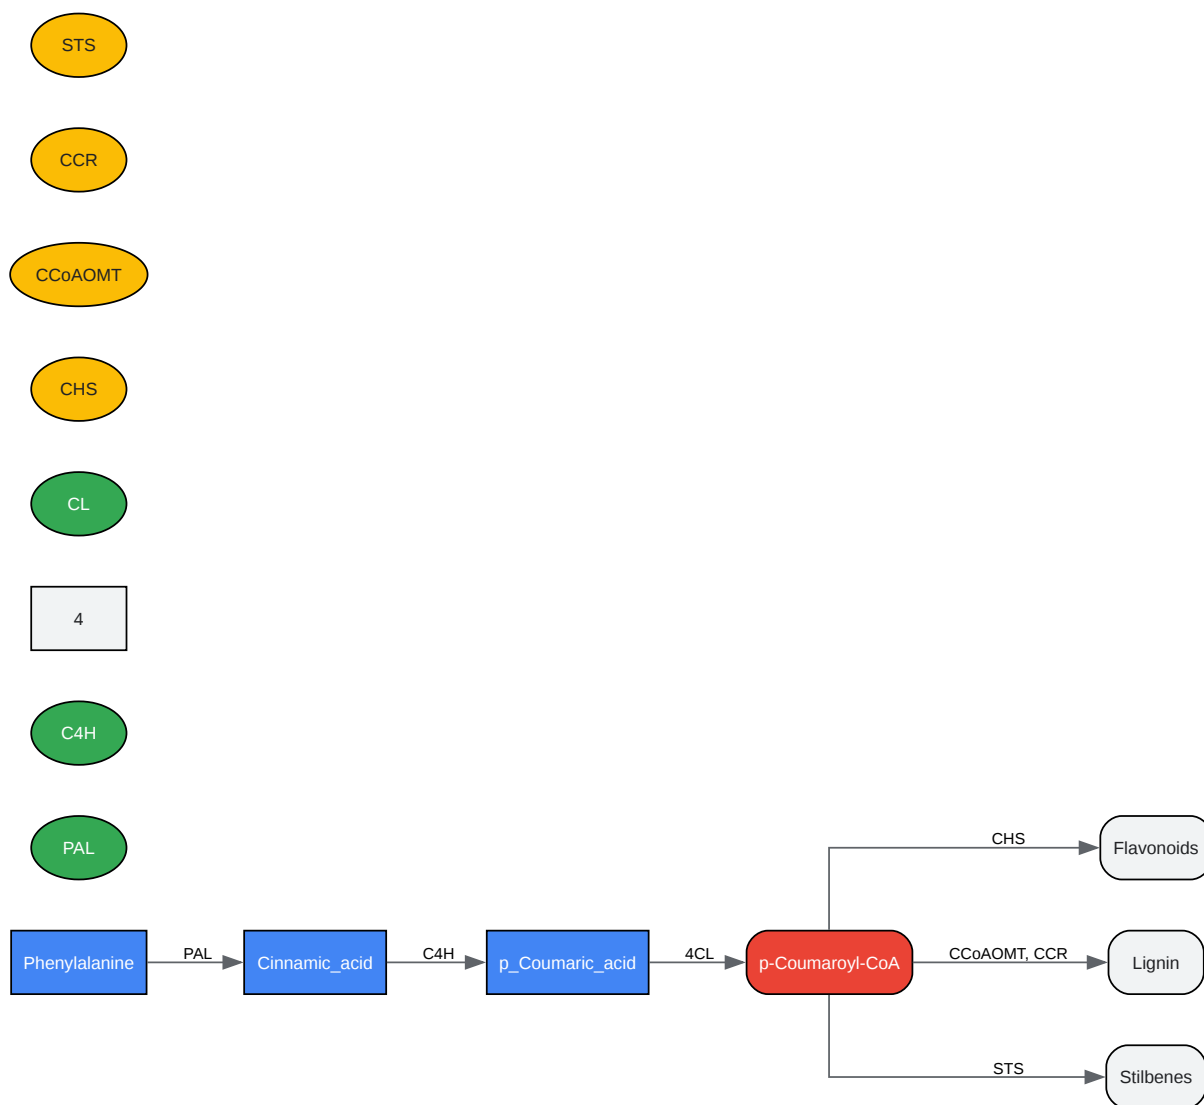 STS
CCR
CCoAOMT
CHS
CL
4
C4H
PAL
CHS
Flavonoids
Phenylalanine
PAL
Cinnamic_acid
C4H
p_Coumaric_acid
4CL
p-Coumaroyl-CoA
CCoAOMT, CCR
Lignin
STS
Stilbenes